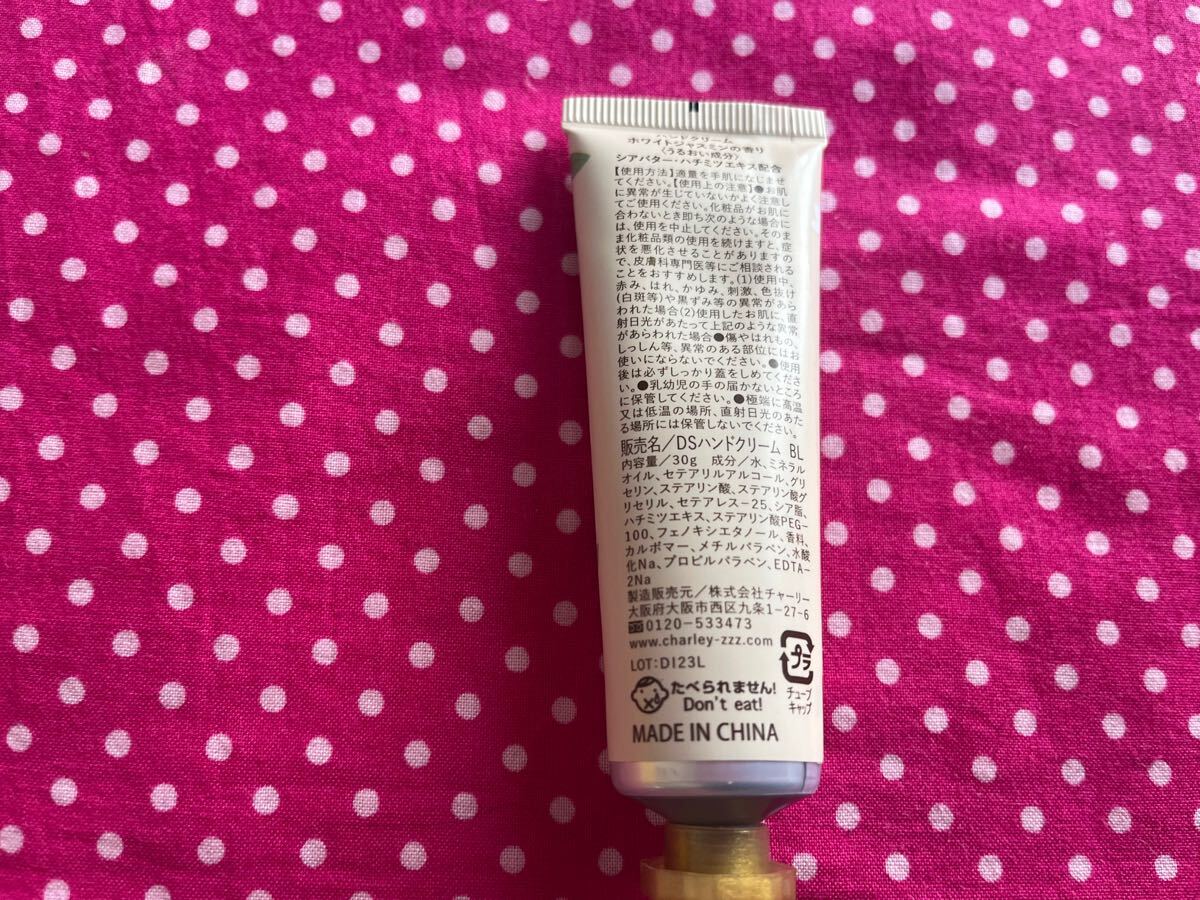 ハンドクリーム
ホワイトジャスミンの香り
〈うるおい成分〉
シアバター・ハチミツエキス配合
【使用方法】適量を手肌になじませ
てください。【使用上の注意】●お肌
に異常が生じていないかよく注意し
てご使用ください。化粧品がお肌に
合わないとき即ち次のような場合に
は、使用を中止してください。そのま
ま化粧品類の使用を続けますと、症
状を悪化させることがありますの
で、皮膚科専門医等にご相談される
ことをおすすめします。(1)使用中、
赤み、はれ、かゆみ、刺激、色抜け
(白斑等)や黒ずみ等の異常があら
われた場合(2)使用したお肌に、直
射日光があたって上記のような異常
があらわれた場合●傷やはれもの、
しっしん等、異常のある部位にはお
使いにならないでください。●使用
後は必ずしっかり蓋をしめてくださ
い。●乳幼児の手の届かないところ
に保管してください。●極端に高温
又は低温の場所、直射日光のあた
る場所には保管しないでください。
販売名/DSハンドクリーム BL
内容量/30g 成分/水、ミネラル
オイル、セテアリルアルコール、グリ
セリン、ステアリン酸、ステアリン酸グ
リセリル、セテアレス-25、シア脂、
ハチミツエキス、ステアリン酸PEG-
100、フェノキシエタノール、香料、
カルボマー、メチルパラベン、水酸
化Na、プロピルパラベン、EDTA-
2Na
製造販売元/株式会社チャーリー
大阪府大阪市西区九条1-27-6
0120-533473
www.charley-zzz.com
LOT:DI23L
プラ
チューブ
キャップ
たべられません!
Don't eat!
MADE IN CHINA